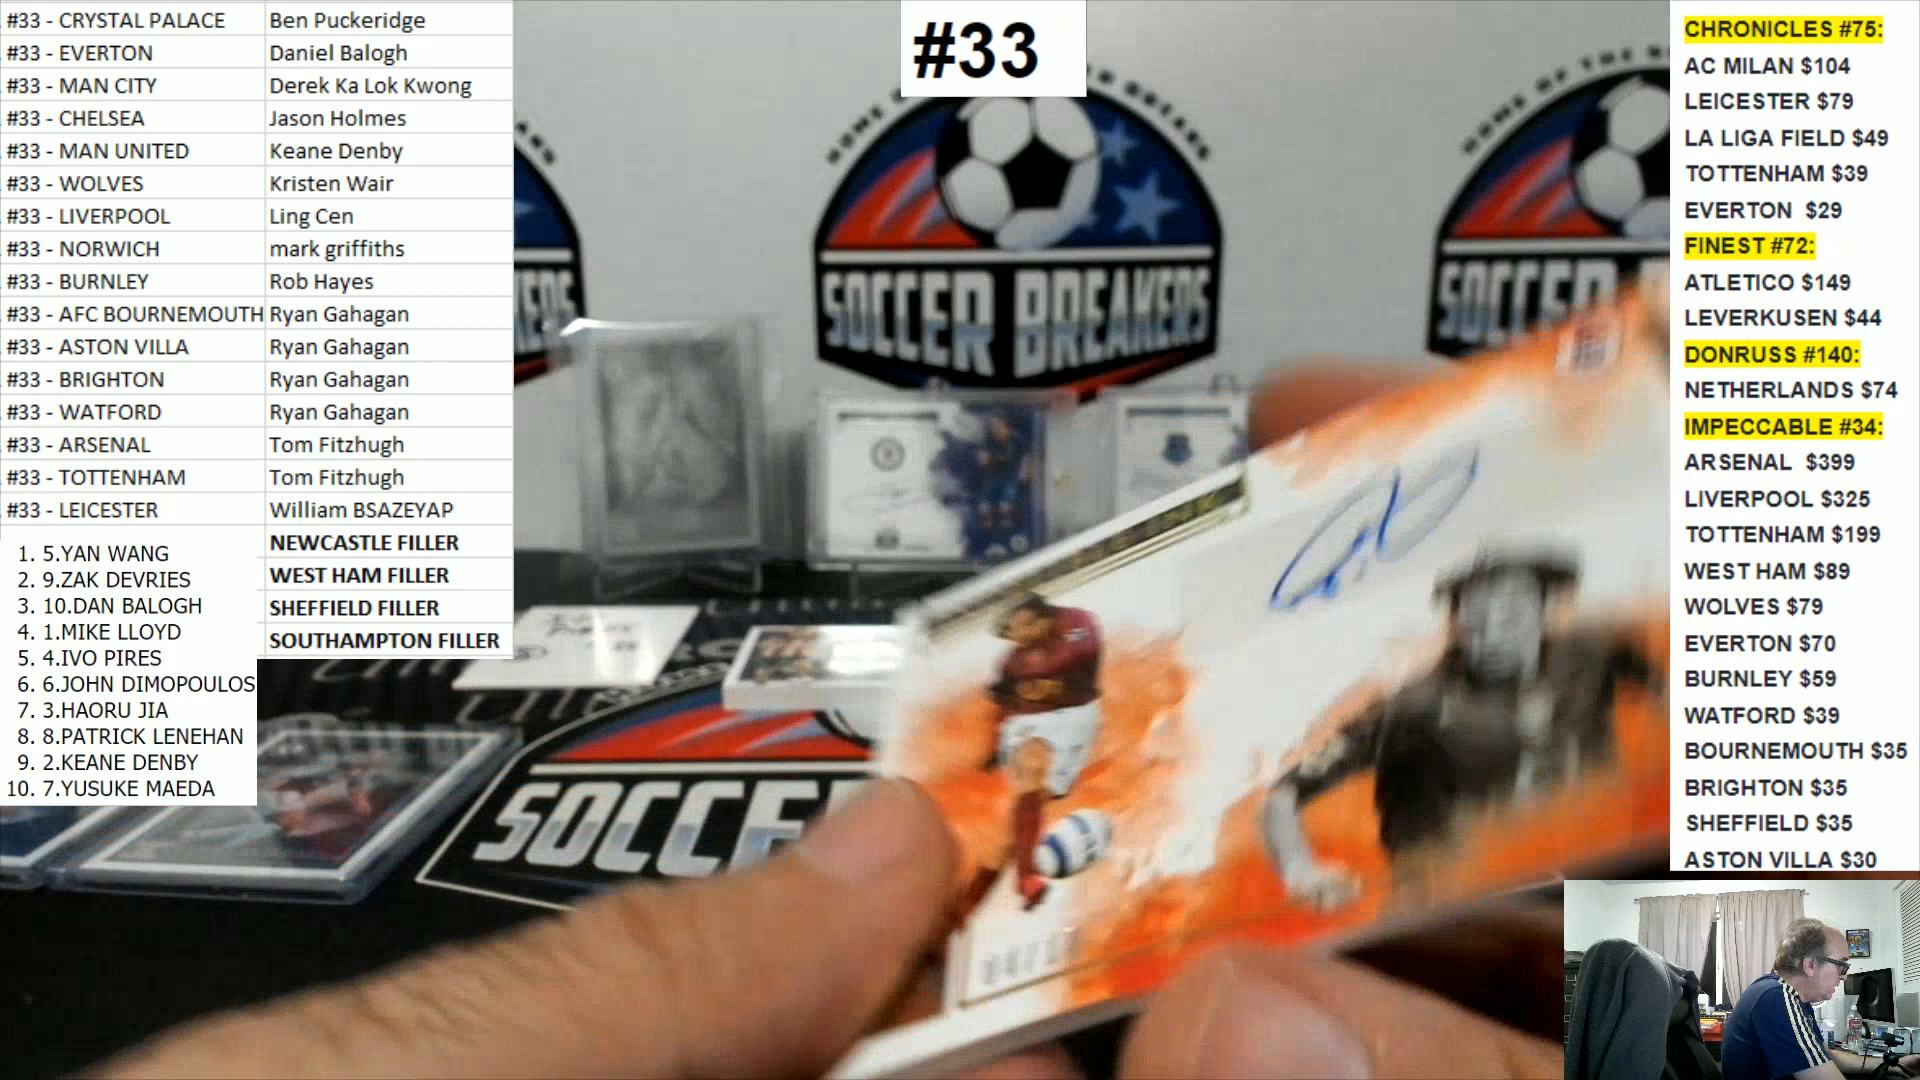 #33 - CRYSTAL PALACE Ben Puckeridge
#33 - EVERTON Daniel Balogh
#33 - MAN CITY Derek Ka Lok Kwong
#33 - CHELSEA Jason Holmes
#33 - MAN UNITED Keane Denby
#33 - WOLVES Kristen Wair
#33 - LIVERPOOL Ling Cen
#33 - NORWICH mark griffiths
#33 - BURNLEY Rob Hayes
#33 - AFC BOURNEMOUTH Ryan Gahagan
#33 - ASTON VILLA Ryan Gahagan
#33 - BRIGHTON Ryan Gahagan
#33 - WATFORD Ryan Gahagan
#33 - ARSENAL Tom Fitzhugh
#33 - TOTTENHAM Tom Fitzhugh
#33 - LEICESTER William BSAZEYAP
NEWCASTLE FILLER
WEST HAM FILLER
SHEFFIELD FILLER
SOUTHAMPTON FILLER
1. 5.YAN WANG
2. 9.ZAK DEVRIES
3. 10.DAN BALOGH
4. 1.MIKE LLOYD
5. 4.IVO PIRES
6. 6.JOHN DIMOPOULOS
7. 3.HAORU JIA
8. 8.PATRICK LENEHAN
9. 2.KEANE DENBY
10. 7.YUSUKE MAEDA
#33
SOCCER BREAKERS
HOME OF THE
SOCCER
SOCCE
CHRONICLES #75:
AC MILAN $104
LEICESTER $79
LA LIGA FIELD $49
TOTTENHAM $39
EVERTON $29
FINEST #72:
ATLETICO $149
LEVERKUSEN $44
DONRUSS #140:
NETHERLANDS $74
IMPECCABLE #34:
ARSENAL $399
LIVERPOOL $325
TOTTENHAM $199
WEST HAM $89
WOLVES $79
EVERTON $70
BURNLEY $59
WATFORD $39
BOURNEMOUTH $35
BRIGHTON $35
SHEFFIELD $35
ASTON VILLA $30